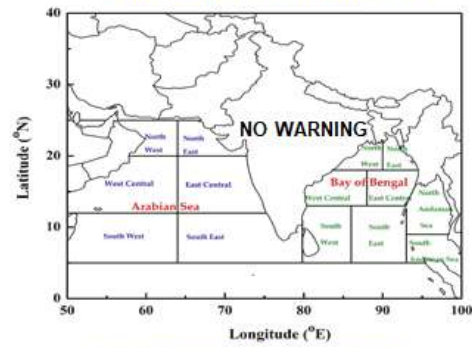 40
30
20
10
0
Latitude (°N)
NO WARNING
North
West
North
East
North
West
North
East
West Central
East Central
Bay of Bengal
Arabian Sea
West Central
East Central
North
Andaman
Sea
South West
South East
South
West
South
East
South
Andaman Sea
50
60
70
80
90
100
Longitude (°E)